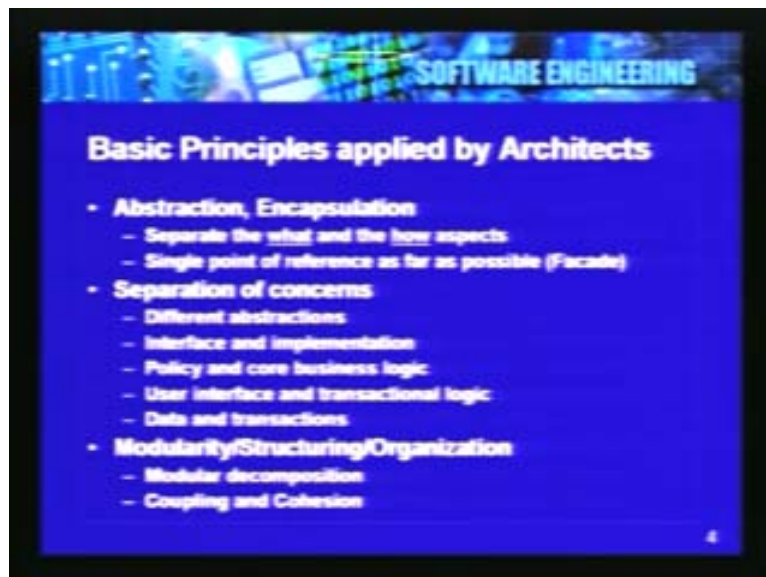 SOFTWARE ENGINEERING
Basic Principles applied by Architects
• Abstraction, Encapsulation
– Separate the what and the how aspects
– Single point of reference as far as possible (Facade)
• Separation of concerns
– Different abstractions
– Interface and implementation
– Policy and core business logic
– User interface and transactional logic
– Data and transactions
• Modularity/Structuring/Organization
– Modular decomposition
– Coupling and Cohesion
4